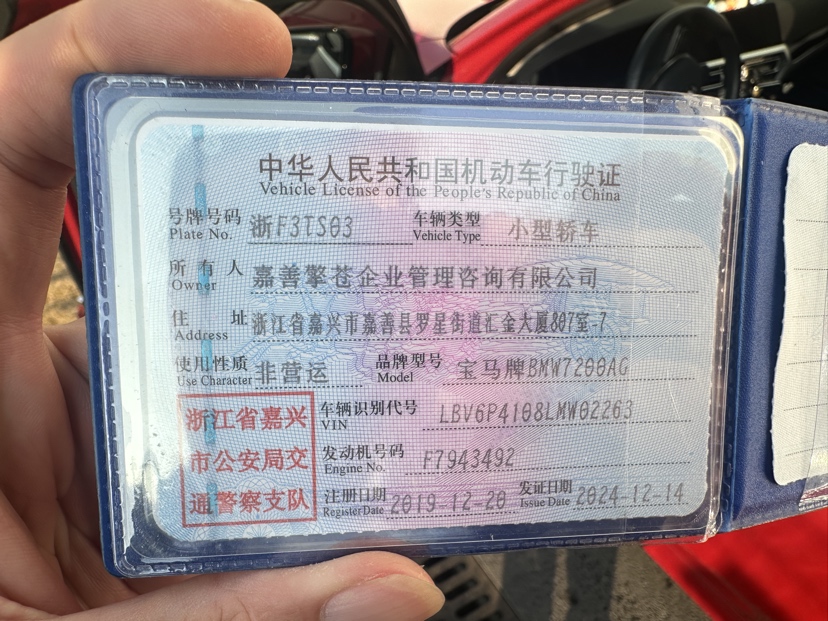 中华人民共和国机动车行驶证
Vehicle License of the People's Republic of China
号牌号码 浙F3TS03 车辆类型 小型轿车
Plate No. Vehicle Type
所有人 嘉善擎苍企业管理咨询有限公司
Owner
住址 浙江省嘉兴市嘉善县罗星街道汇金大厦807室-7
Address
使用性质 非营运 品牌型号 宝马牌BMW7200AG
Use Character Model
浙江省嘉兴 车辆识别代号 LBV6P4108LMW02263
VIN
市公安局交 发动机号码 F7943492
Engine No.
通警察支队 注册日期 2019-12-20 发证日期 2024-12-14
Register Date Issue Date